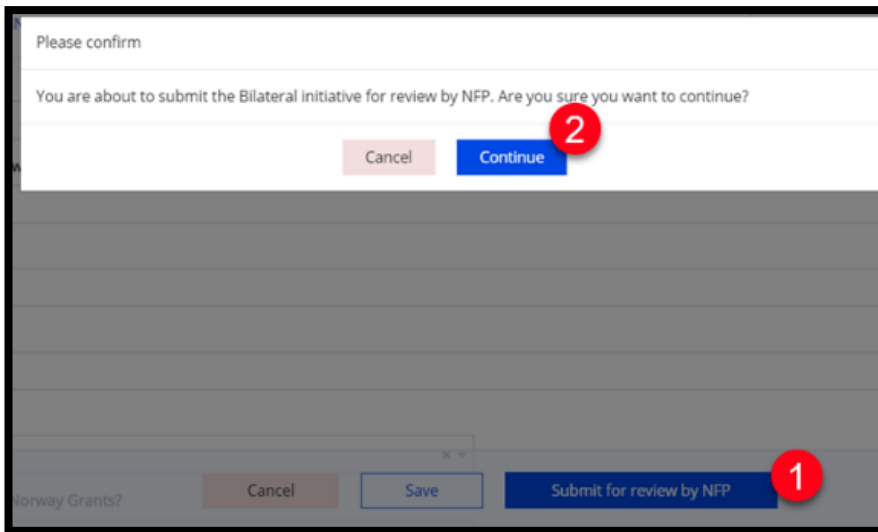 Please confirm
You are about to submit the Bilateral initiative for review by NFP. Are you sure you want to continue?
2
Cancel Continue
1
Cancel Save Submit for review by NFP
Norway Grants?